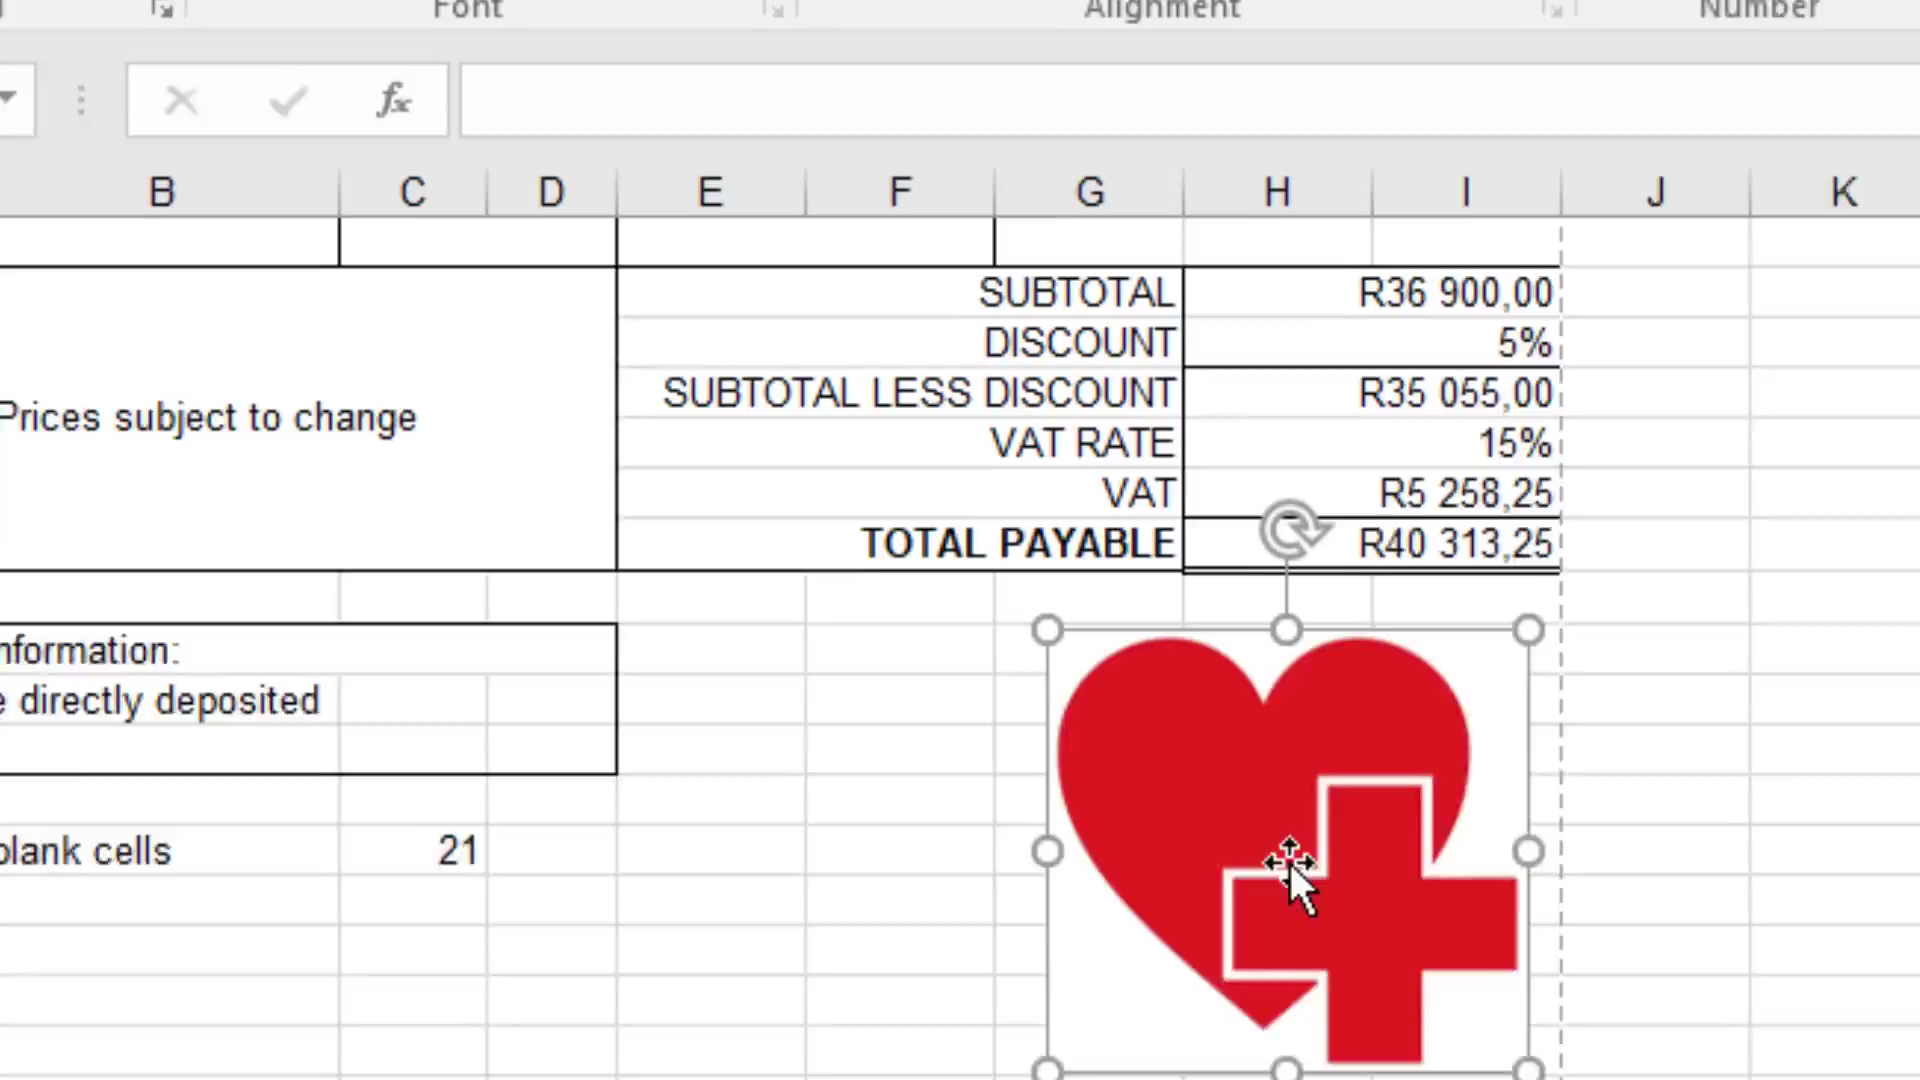 Font Alignment Number
fx
B C D E F G H I J K
SUBTOTAL R36 900,00
DISCOUNT 5%
SUBTOTAL LESS DISCOUNT R35 055,00
Prices subject to change
VAT RATE 15%
VAT R5 258,25
TOTAL PAYABLE R40 313,25
nformation:
e directly deposited
blank cells 21